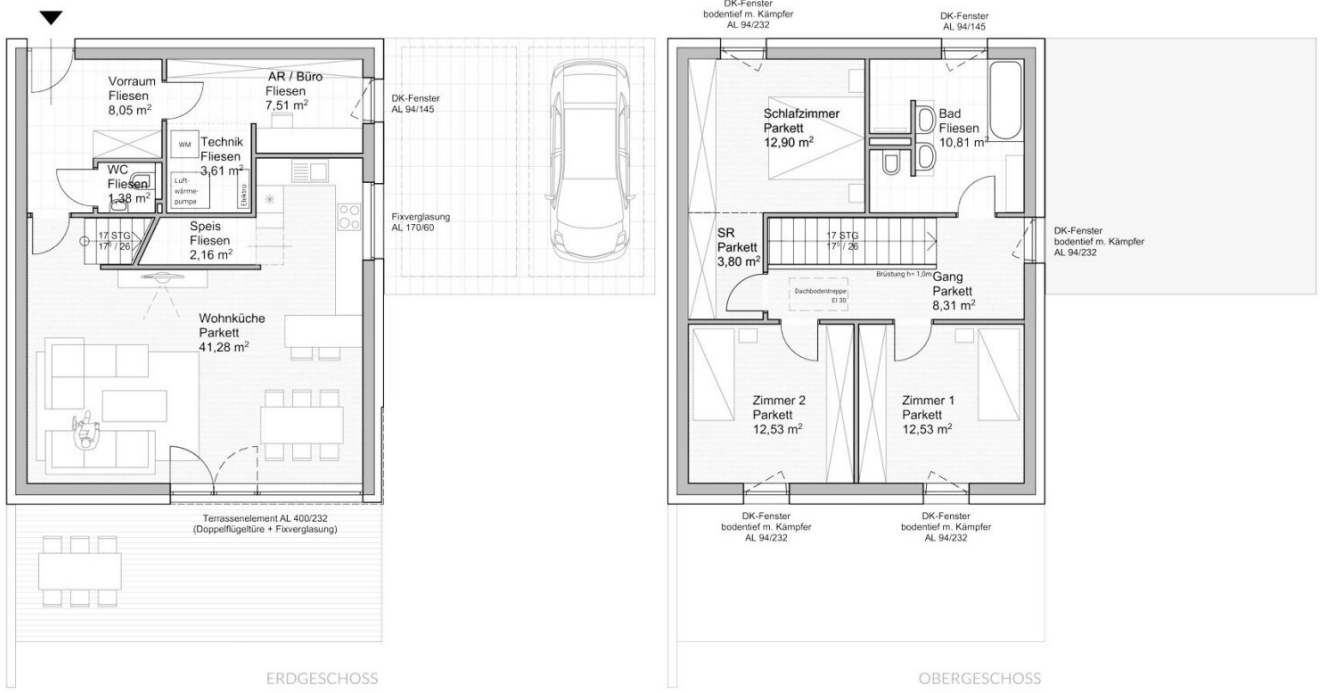 Vorraum
Fliesen
8,05 m²
AR / Büro
Fliesen
7,51 m²
DK-Fenster
AL 94/145
WM
Technik
Fliesen
3,61 m²
Luft-
wärme-
pumpe
Elektro
WC
Fliesen
1,38 m²
17 STG
17⁵ / 26
Speis
Fliesen
2,16 m²
Fixverglasung
AL 170/60
Wohnküche
Parkett
41,28 m²
Terrassenelement AL 400/232
(Doppelflügeltüre + Fixverglasung)
ERDGESCHOSS
DK-Fenster
bodentief m. Kämpfer
AL 94/232
DK-Fenster
AL 94/145
Schlafzimmer
Parkett
12,90 m²
Bad
Fliesen
10,81 m²
SR
Parkett
3,80 m²
17 STG
17⁵ / 26
Brüstung h= 1,0m
Dachbodentreppe
EI 30
Gang
Parkett
8,31 m²
DK-Fenster
bodentief m. Kämpfer
AL 94/232
Zimmer 2
Parkett
12,53 m²
Zimmer 1
Parkett
12,53 m²
DK-Fenster
bodentief m. Kämpfer
AL 94/232
DK-Fenster
bodentief m. Kämpfer
AL 94/232
OBERGESCHOSS